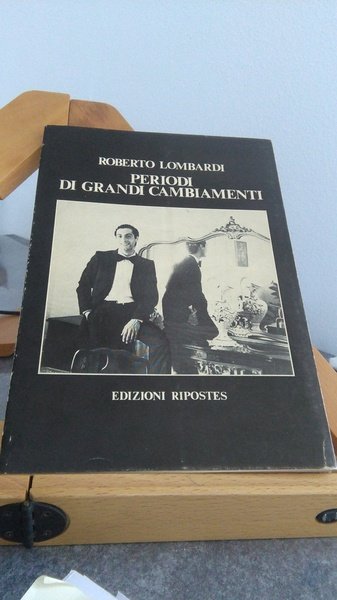 ROBERTO LOMBARDI
PERIODI
DI GRANDI CAMBIAMENTI
EDIZIONI RIPOSTES